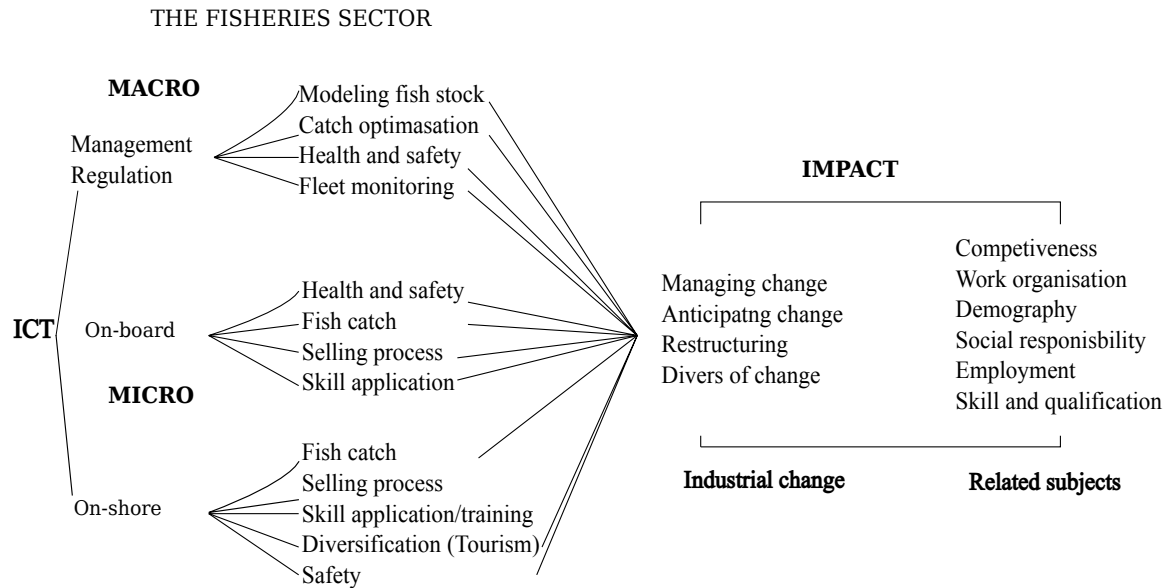 THE FISHERIES SECTOR
MACRO
Management
Regulation
Modeling fish stock
Catch optimasation
Health and safety
Fleet monitoring
ICT
On-board
Health and safety
Fish catch
Selling process
Skill application
MICRO
On-shore
Fish catch
Selling process
Skill application/training
Diversification (Tourism)
Safety
IMPACT
Managing change
Anticipatng change
Restructuring
Divers of change
Industrial change
Competiveness
Work organisation
Demography
Social responisbility
Employment
Skill and qualification
Related subjects